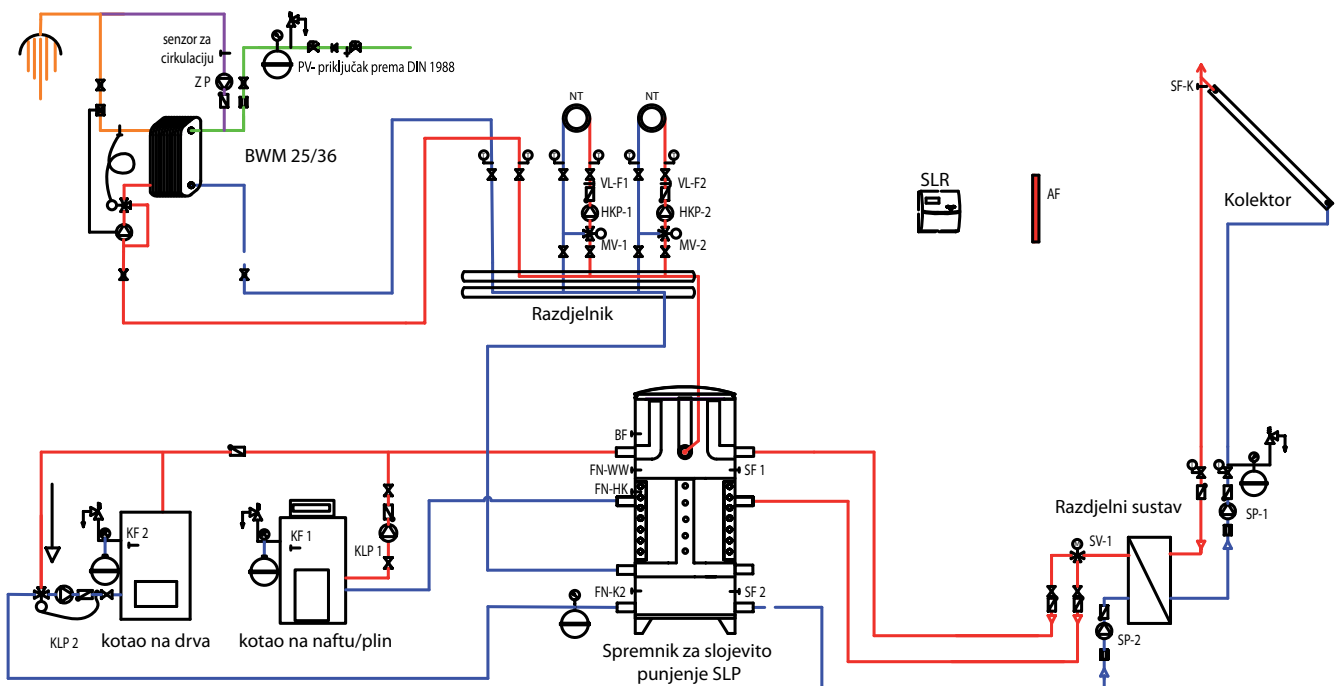 senzor za
cirkulaciju
Z P
PV- priključak prema DIN 1988
BWM 25/36
NT
NT
VL-F1
VL-F2
HKP-1
HKP-2
MV-1
MV-2
Razdjelnik
SLR
AF
SF-K
Kolektor
BF
FN-WW
SF 1
FN-HK
Razdjelni sustav
SP-1
SV-1
KF 2
KF 1
KLP 1
FN-K2
SF 2
SP-2
KLP 2
kotao na drva
kotao na naftu/plin
Spremnik za slojevito
punjenje SLP